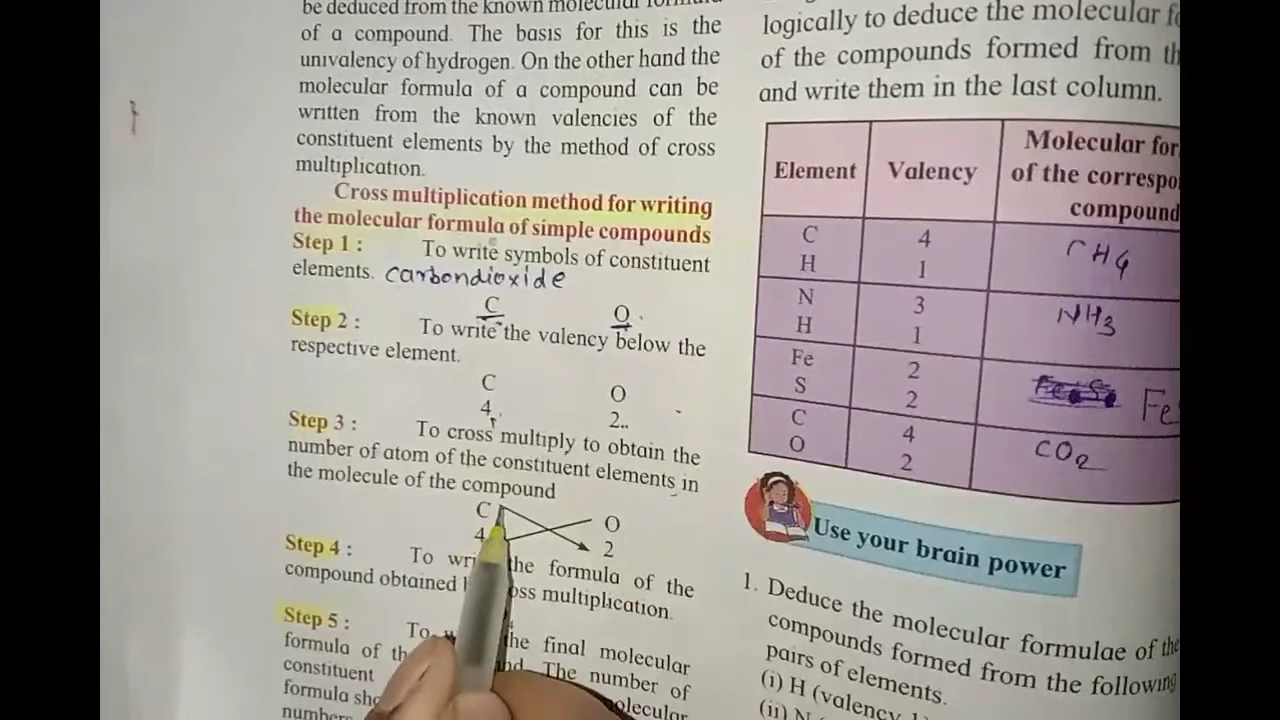 be deduced from the known molecular
of a compound. The basis for this is the
univalency of hydrogen. On the other hand the
molecular formula of a compound can be
written from the known valencies of the
constituent elements by the method of cross
multiplication.
Cross multiplication method for writing
the molecular formula of simple compounds
Step 1 : To write symbols of constituent
elements. carbondioxide
C O
Step 2 : To write the valency below the
respective element.
C O
4 2
Step 3 : To cross multiply to obtain the
number of atom of the constituent elements in
the molecule of the compound
C O
4 2
Step 4 : To the formula of the
compound obtained multiplication.
Step 5 : To the final molecular
formula of The number of
constituent
formula
logically to deduce the molecular
of the compounds formed from
and write them in the last column.
Element Valency Molecular
of the
compound
C 4 CH4
H 1
N 3 NH3
H 1
Fe 2 Fe
S 2
C 4 CO2
O 2
Use your brain power
1. Deduce the molecular formulae of the
compounds formed from the following
pairs of elements.
(i) H (valency
(ii) N